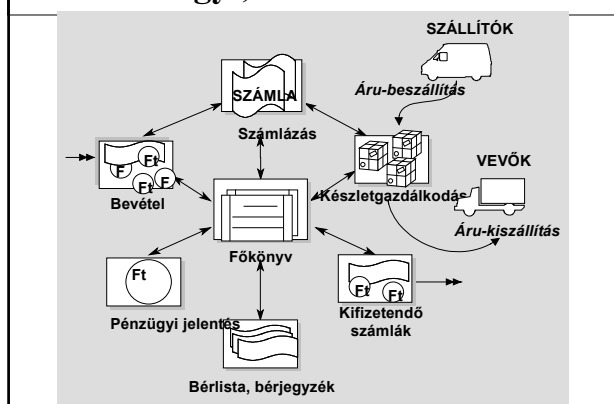 SZÁLLÍTÓK
Áru-beszállítás
SZÁMLA
Számlázás
VEVŐK
F
Ft
Ft
F
Bevétel
Készletgazdálkodás
Áru-kiszállítás
Főkönyv
Ft
Pénzügyi jelentés
Ft
Ft
Kifizetendő
számlák
Bérlista, bérjegyzék